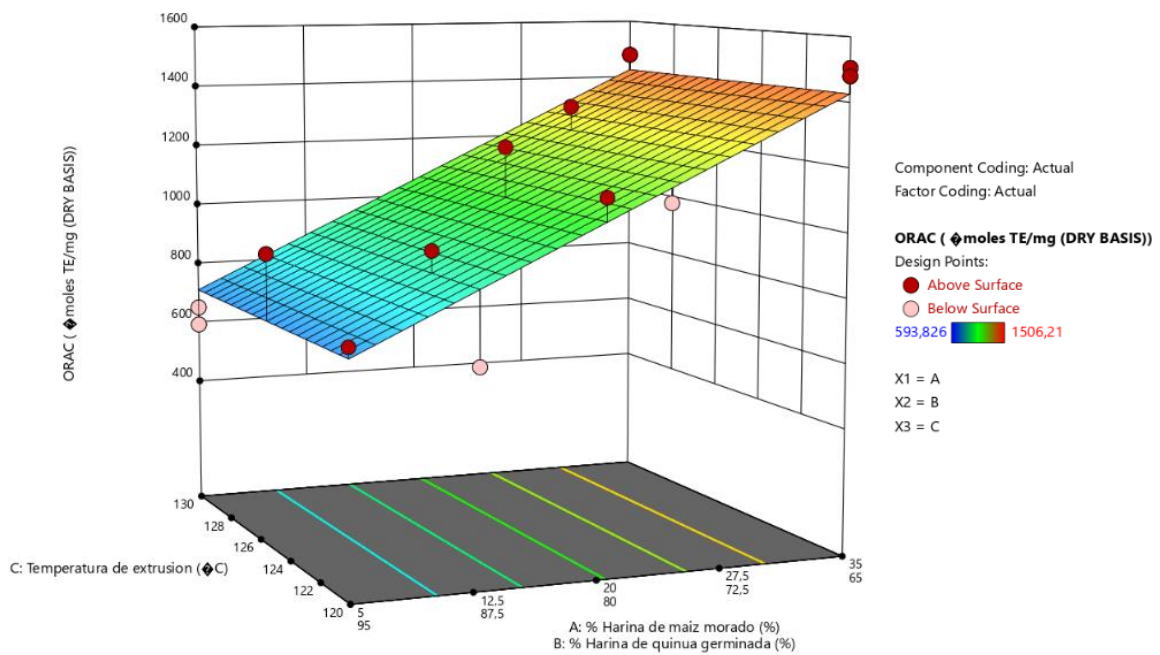 1600
1400
1200
1000
800
600
400
ORAC ( �moles TE/mg (DRY BASIS))
130
128
126
124
122
120
C: Temperatura de extrusion (�C)
5
95
12,5
87,5
20
80
27,5
72,5
35
65
A: % Harina de maiz morado (%)
B: % Harina de quinua germinada (%)
Component Coding: Actual
Factor Coding: Actual
ORAC ( �moles TE/mg (DRY BASIS))
Design Points:
Above Surface
Below Surface
593,826 1506,21
X1 = A
X2 = B
X3 = C